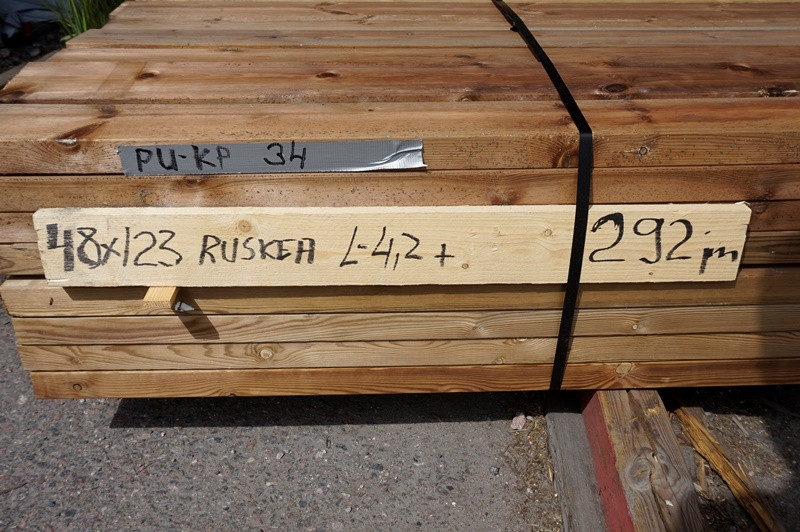 PU-KP 34
48x123 RUSKEA L-4,2+ 292 jm